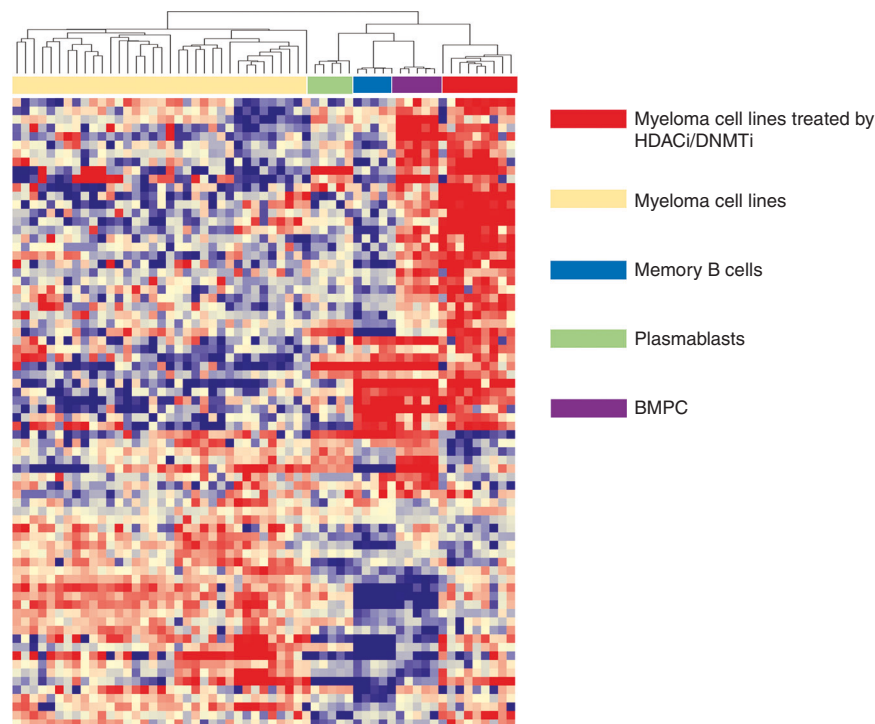 Myeloma cell lines treated by
HDACi/DNMTi
Myeloma cell lines
Memory B cells
Plasmablasts
BMPC